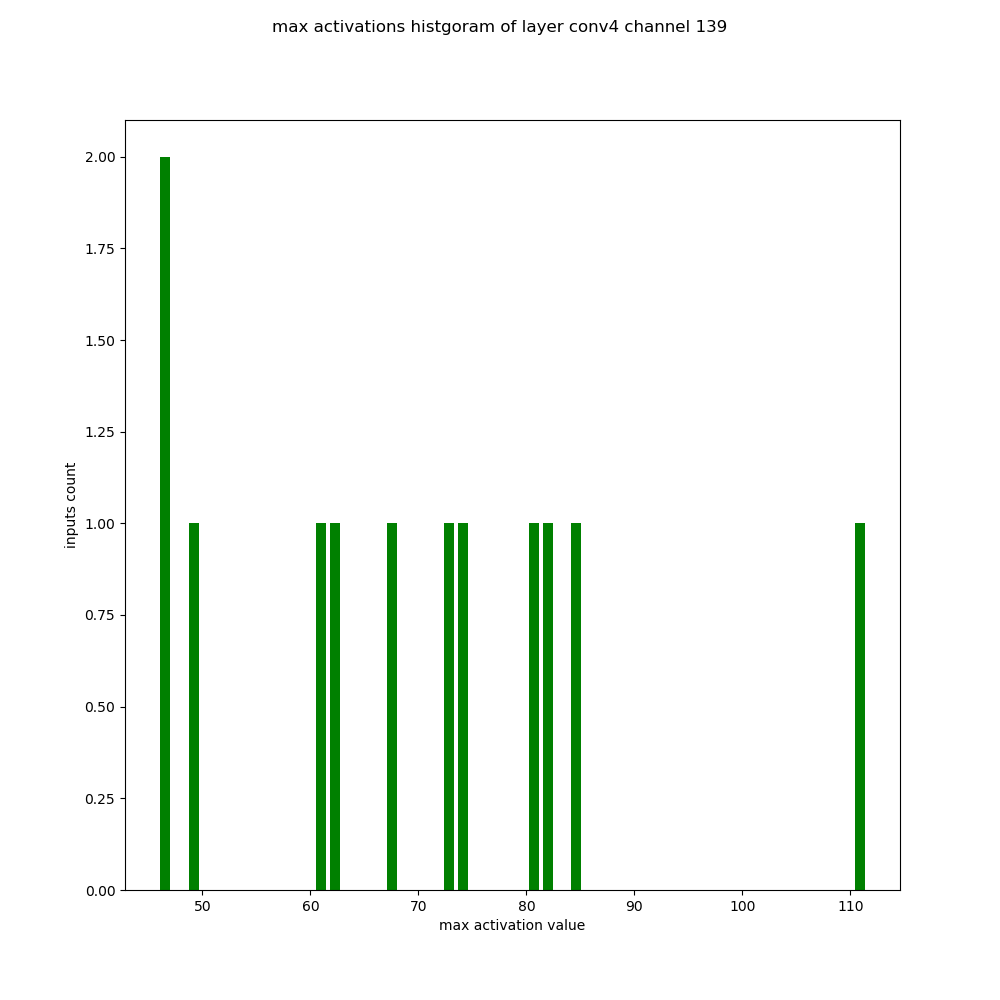 max activations histgoram of layer conv4 channel 139
2.00
1.75
1.50
1.25
1.00
0.75
0.50
0.25
0.00
inputs count
50 60 70 80 90 100 110
max activation value